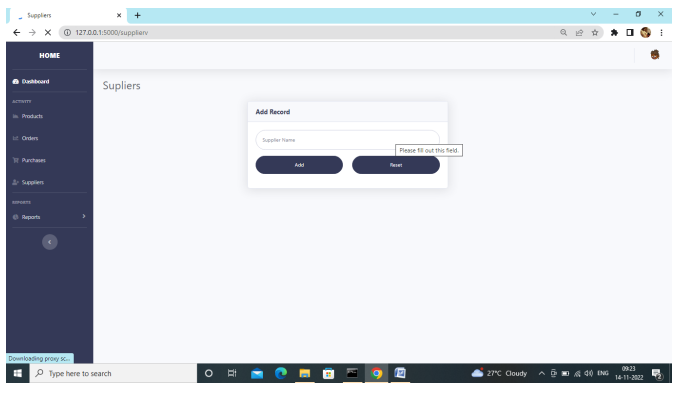 Suppliers
127.0.0.1:5000/supplierv
HOME
Dashboard
ACTIVITY
Products
Orders
Purchases
Suppliers
REPORTS
Reports
Supliers
Add Record
Supplier Name
Please fill out this field.
Add
Reset
Downloading proxy sc...
Type here to search
27°C Cloudy
ENG
09:23
14-11-2022
2